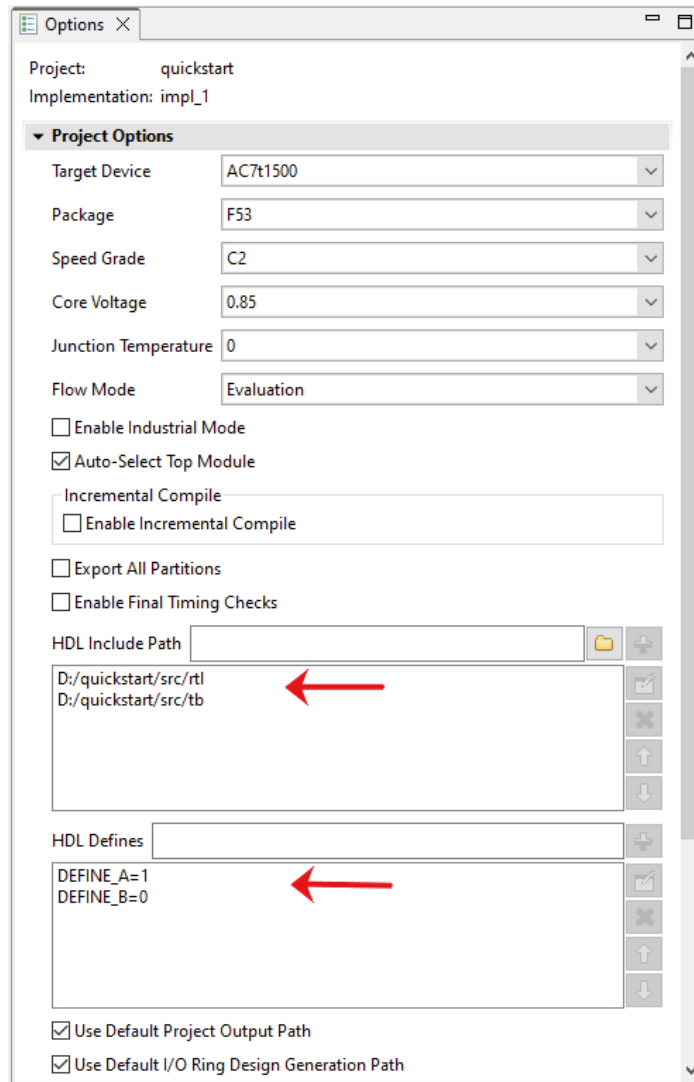 Options
Project: quickstart
Implementation: impl_1
Project Options
Target Device AC7t1500
Package F53
Speed Grade C2
Core Voltage 0.85
Junction Temperature 0
Flow Mode Evaluation
Enable Industrial Mode
Auto-Select Top Module
Incremental Compile
Enable Incremental Compile
Export All Partitions
Enable Final Timing Checks
HDL Include Path
D:/quickstart/src/rtl
D:/quickstart/src/tb
HDL Defines
DEFINE_A=1
DEFINE_B=0
Use Default Project Output Path
Use Default I/O Ring Design Generation Path